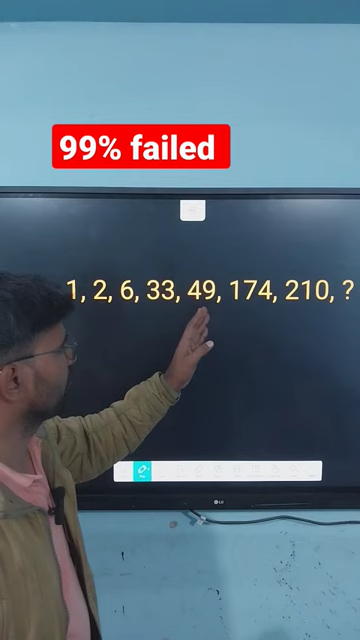 99% failed
1, 2, 6, 33, 49, 174, 210, ?
LG